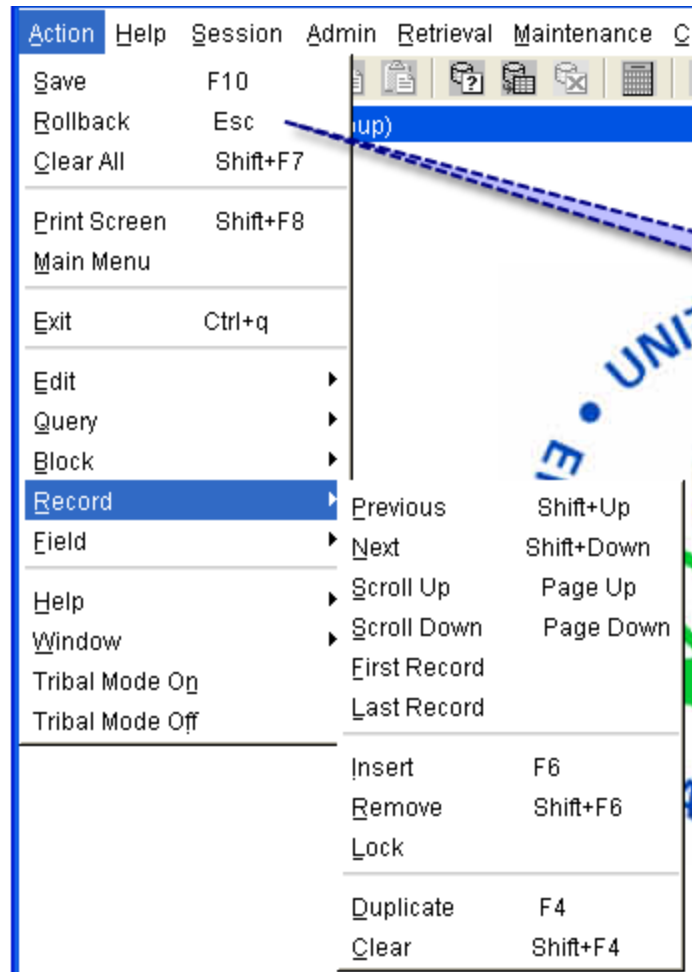 Action Help Session Admin Retrieval Maintenance C
Save F10
Rollback Esc
up)
Clear All Shift+F7
Print Screen Shift+F8
Main Menu
Exit Ctrl+q
Edit
Query
Block
Record
Field
Help
Window
Tribal Mode On
Tribal Mode Off
Previous Shift+Up
Next Shift+Down
Scroll Up Page Up
Scroll Down Page Down
First Record
Last Record
Insert F6
Remove Shift+F6
Lock
Duplicate F4
Clear Shift+F4
UNIT